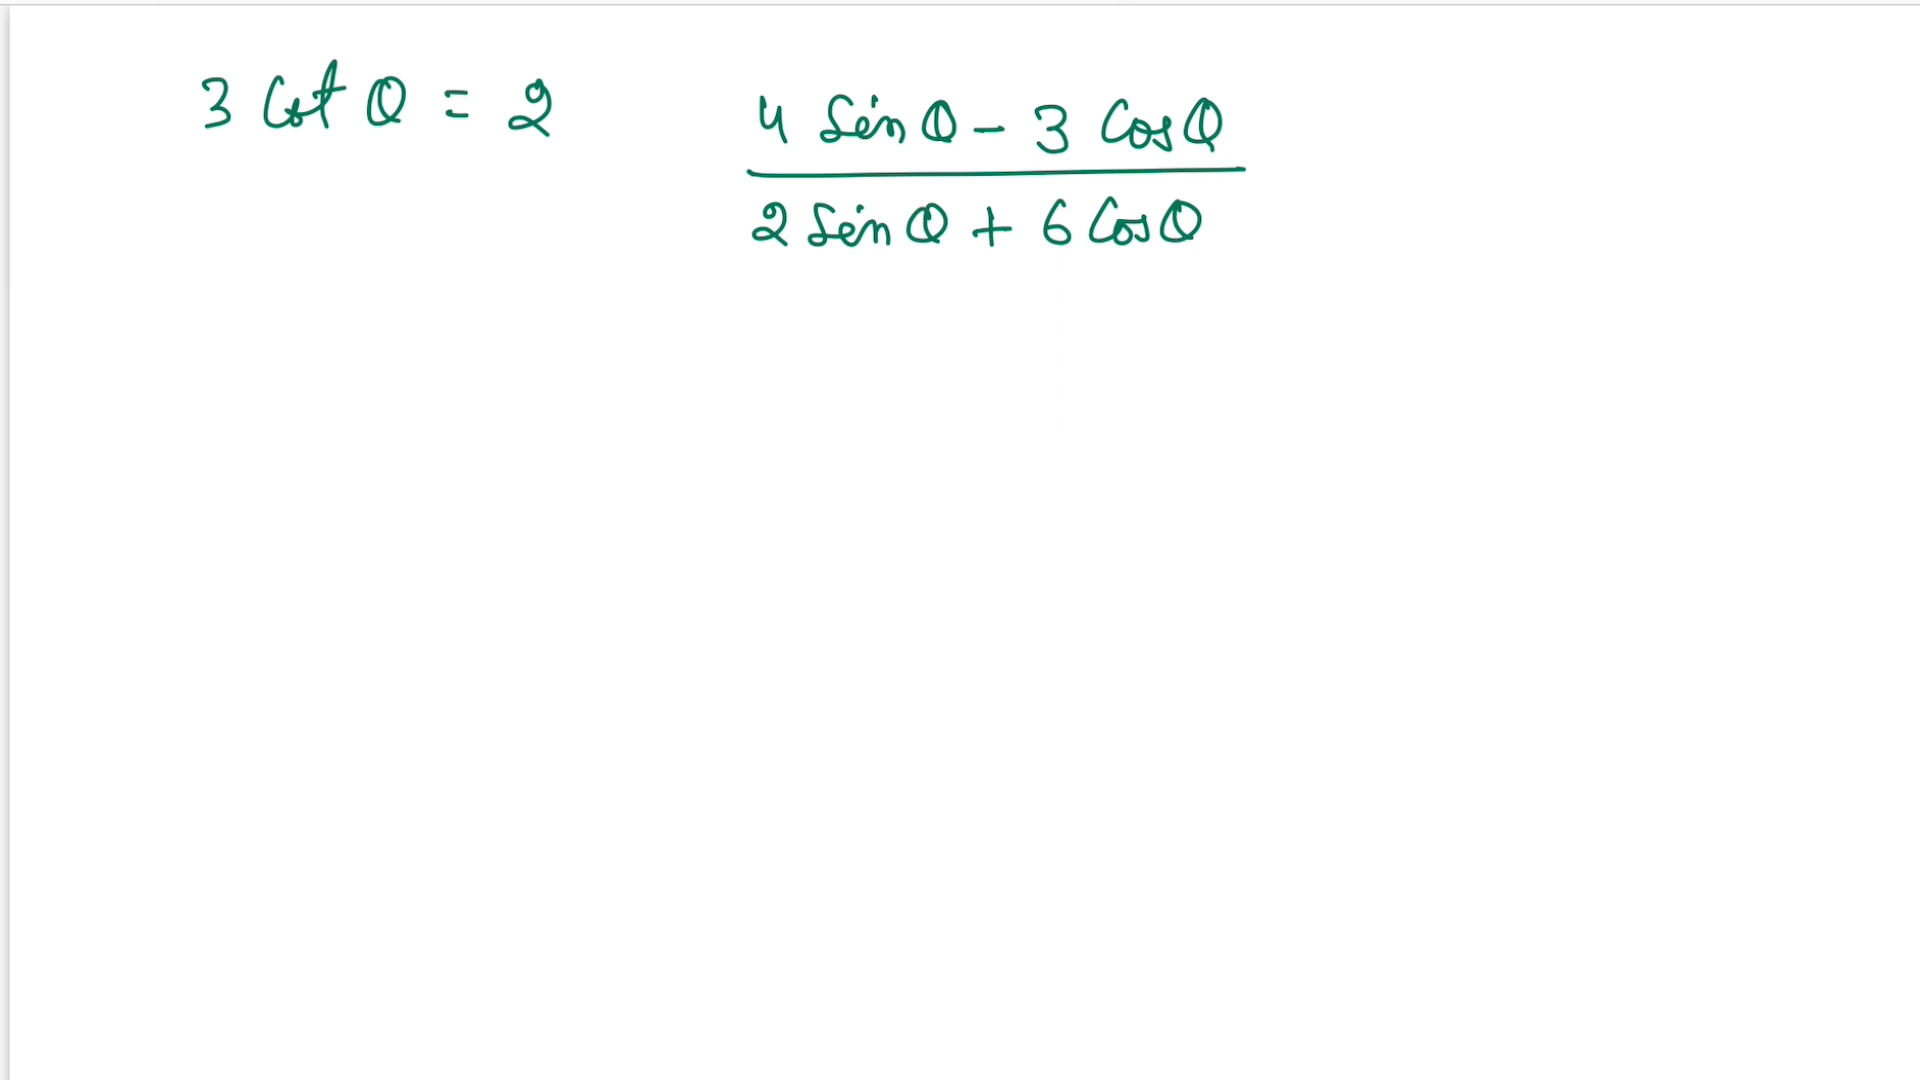 3 Cot θ = 2
4 Sin θ - 3 Cos θ
2 Sin θ + 6 Cos θ